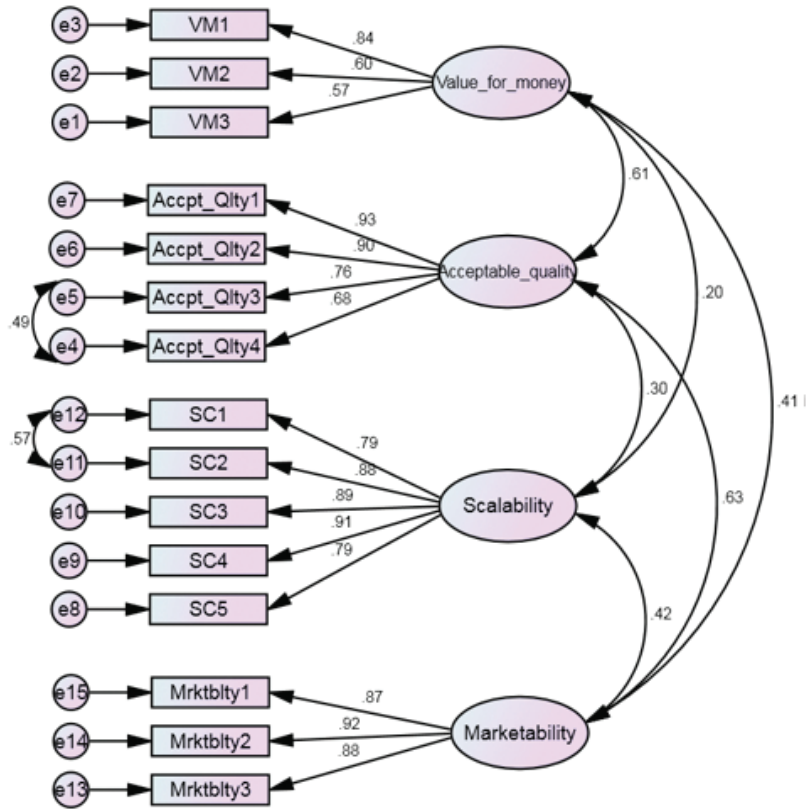 e3 VM1 .84
e2 VM2 .60 Value_for_money
e1 VM3 .57
.61
e7 Accpt_Qlty1 .93
e6 Accpt_Qlty2 .90
e5 Accpt_Qlty3 .76 Acceptable_quality
e4 Accpt_Qlty4 .68
.49
.20
.30
.41
e12 SC1 .79
.57
e11 SC2 .88
e10 SC3 .89 Scalability
.63
e9 SC4 .91
e8 SC5 .79
.42
e15 Mrktblty1 .87
e14 Mrktblty2 .92 Marketability
e13 Mrktblty3 .88